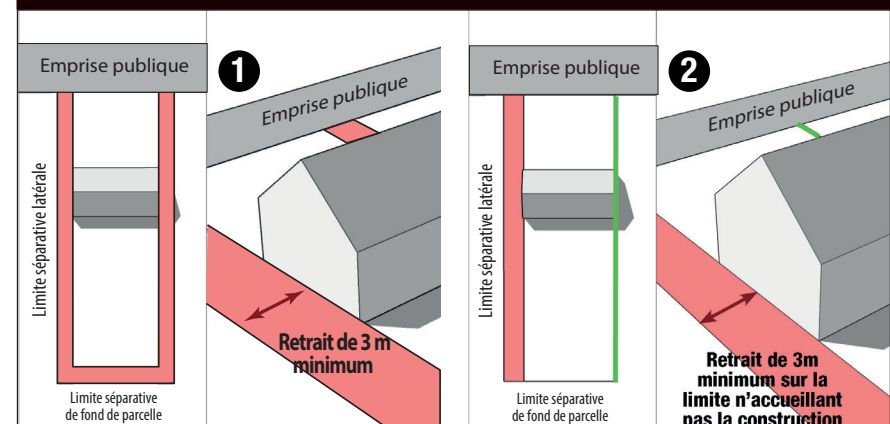 Emprise publique
1
Emprise publique
Limite séparative latérale
Retrait de 3 m
minimum
Limite séparative
de fond de parcelle
Emprise publique
2
Emprise publique
Limite séparative latérale
Retrait de 3m
minimum sur la
limite n'accueillant
pas la construction
Limite séparative
de fond de parcelle